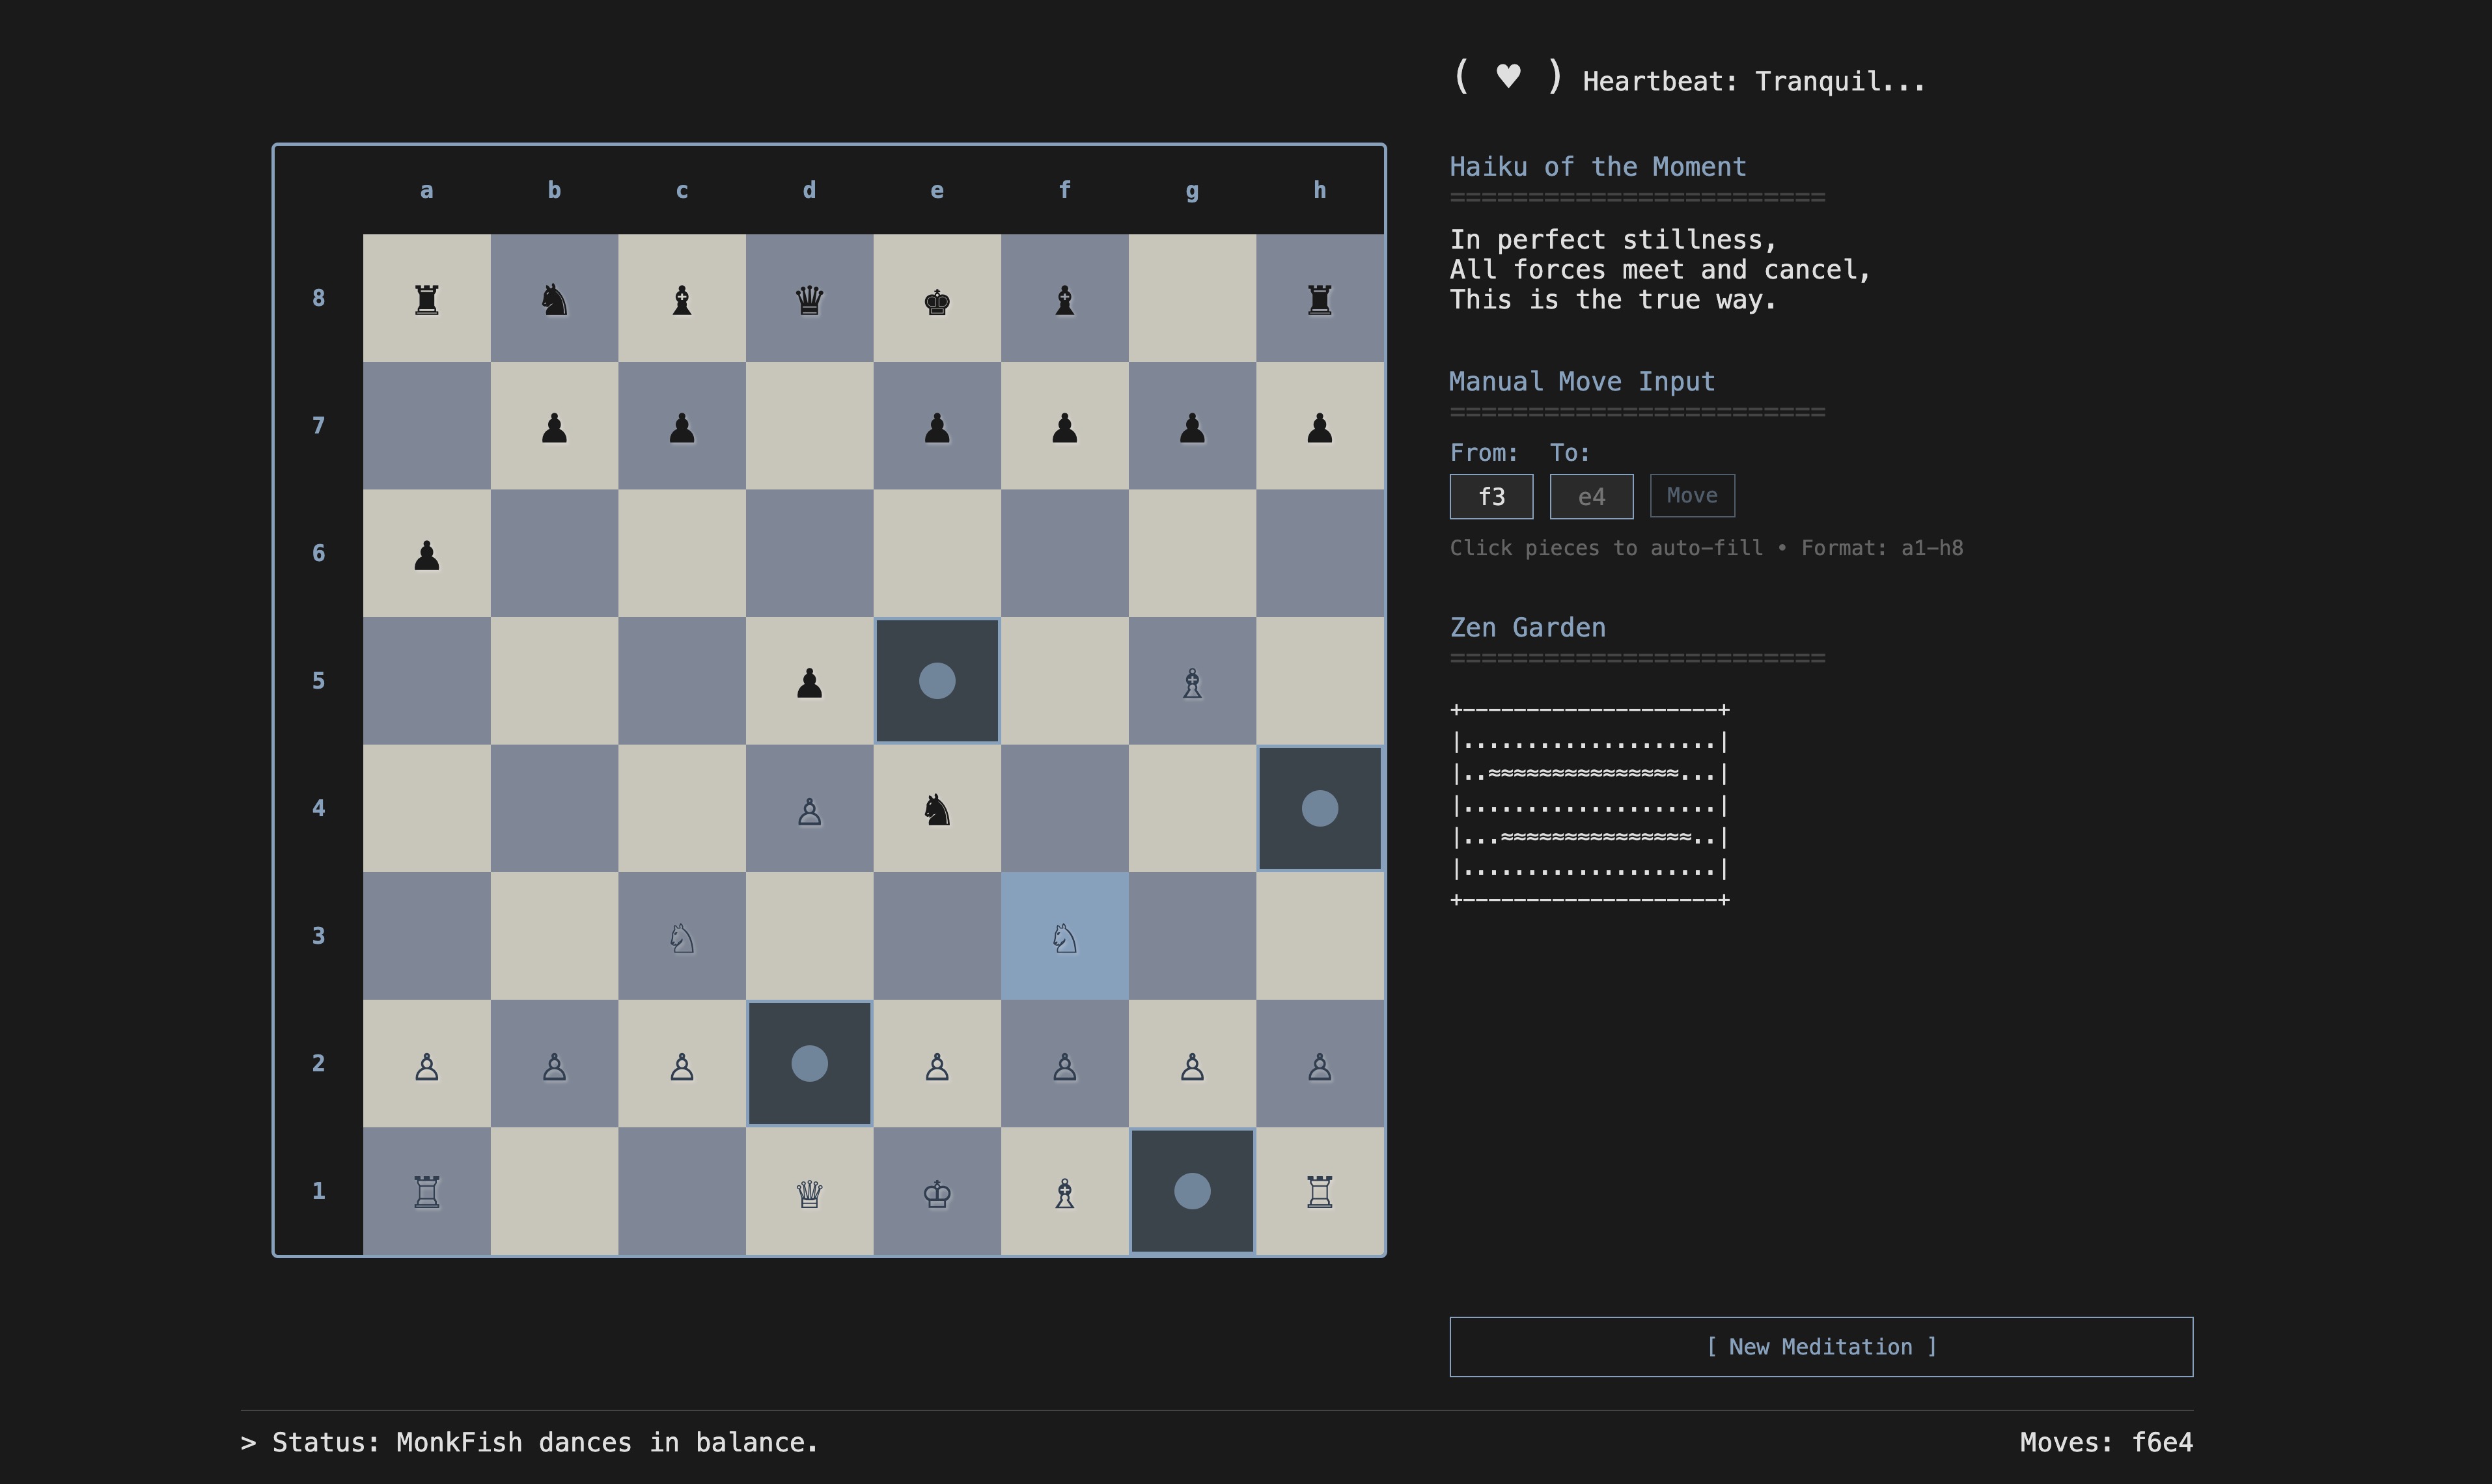 ( ♥ ) Heartbeat: Tranquil...
a b c d e f g h
8
7
6
5
4
3
2
1
Haiku of the Moment
========================
In perfect stillness,
All forces meet and cancel,
This is the true way.
Manual Move Input
========================
From: To:
f3 e4 Move
Click pieces to auto-fill • Format: a1-h8
Zen Garden
========================
+--------------------+
|....................|
|..≈≈≈≈≈≈≈≈≈≈≈≈≈≈≈...|
|....................|
|...≈≈≈≈≈≈≈≈≈≈≈≈≈≈≈..|
|....................|
+--------------------+
[ New Meditation ]
> Status: MonkFish dances in balance.
Moves: f6e4